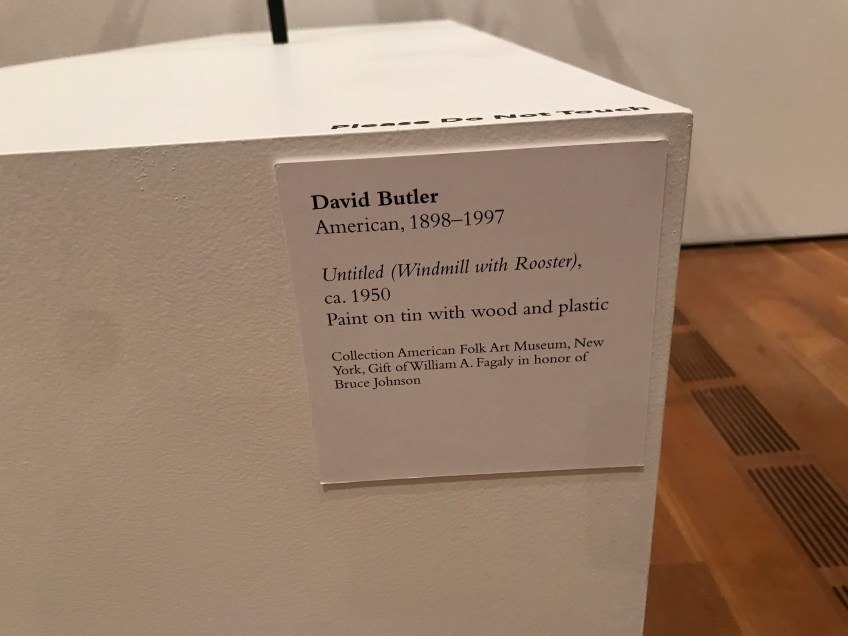 Please Do Not Touch
David Butler
American, 1898–1997
Untitled (Windmill with Rooster),
ca. 1950
Paint on tin with wood and plastic
Collection American Folk Art Museum, New
York, Gift of William A. Fagaly in honor of
Bruce Johnson